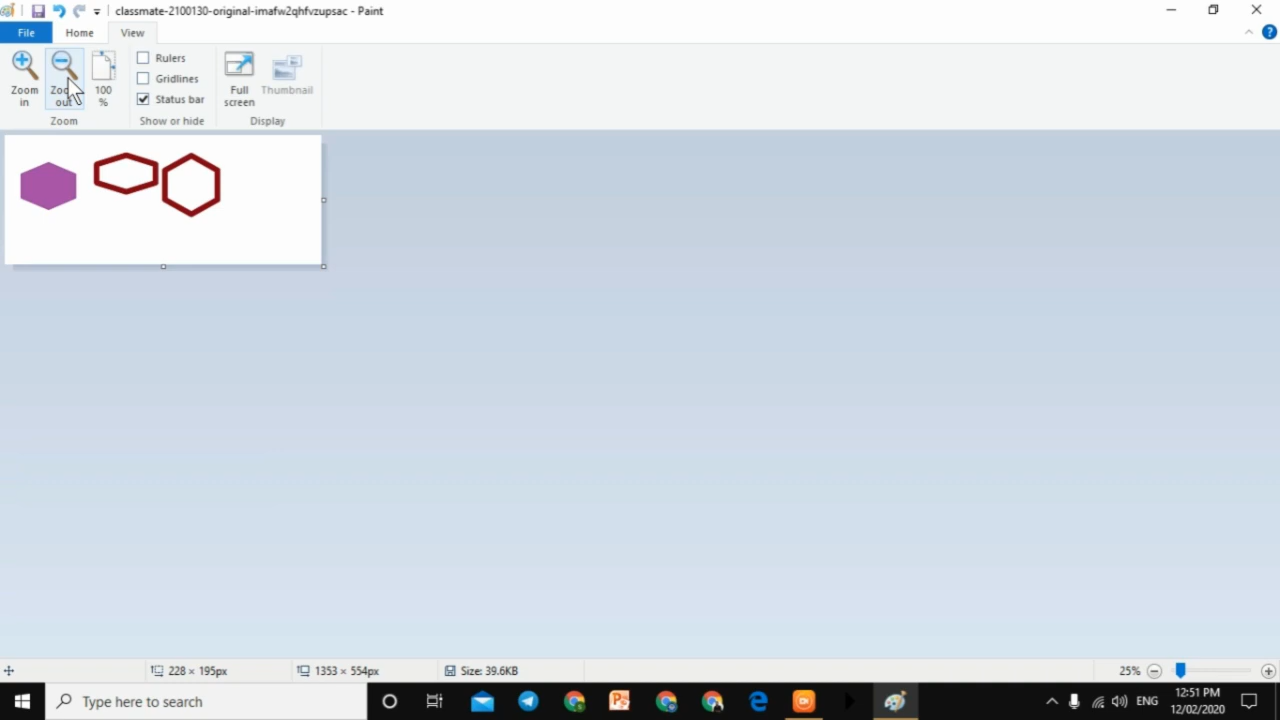 classmate-2100130-original-imafw2qhfvzupsac - Paint
File Home View
Zoom in
Zoom out
100 %
Zoom
Rulers
Gridlines
Status bar
Show or hide
Full screen
Thumbnail
Display
228 × 195px 1353 × 554px Size: 39.6KB 25%
Type here to search
ENG
12:51 PM
12/02/2020